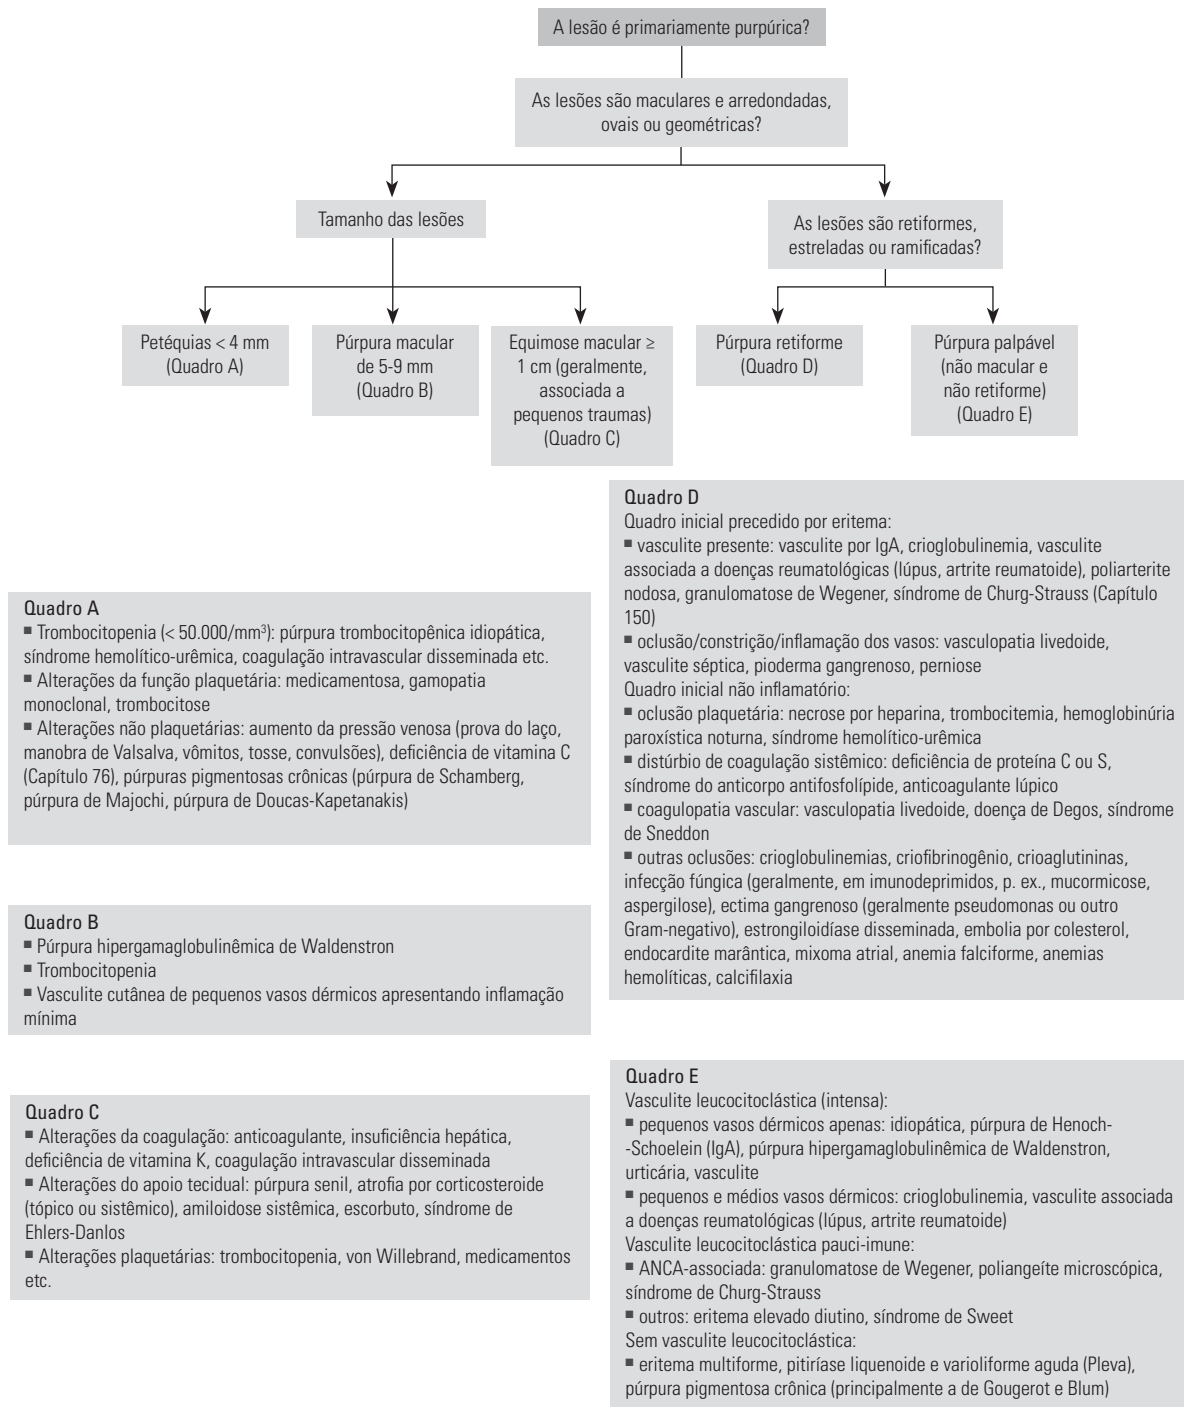 A lesão é primariamente purpúrica?
As lesões são maculares e arredondadas,
ovais ou geométricas?
Tamanho das lesões
As lesões são retiformes,
estreladas ou ramificadas?
Petéquias < 4 mm
(Quadro A)
Púrpura macular
de 5-9 mm
(Quadro B)
Equimose macular ≥
1 cm (geralmente,
associada a
pequenos traumas)
(Quadro C)
Púrpura retiforme
(Quadro D)
Púrpura palpável
(não macular e
não retiforme)
(Quadro E)
Quadro A
■ Trombocitopenia (< 50.000/mm³): púrpura trombocitopênica idiopática,
síndrome hemolítico-urêmica, coagulação intravascular disseminada etc.
■ Alterações da função plaquetária: medicamentosa, gamopatia
monoclonal, trombocitose
■ Alterações não plaquetárias: aumento da pressão venosa (prova do laço,
manobra de Valsalva, vômitos, tosse, convulsões), deficiência de vitamina C
(Capítulo 76), púrpuras pigmentosas crônicas (púrpura de Schamberg,
púrpura de Majochi, púrpura de Doucas-Kapetanakis)
Quadro B
■ Púrpura hipergamaglobulinêmica de Waldenstron
■ Trombocitopenia
■ Vasculite cutânea de pequenos vasos dérmicos apresentando inflamação
mínima
Quadro C
■ Alterações da coagulação: anticoagulante, insuficiência hepática,
deficiência de vitamina K, coagulação intravascular disseminada
■ Alterações do apoio tecidual: púrpura senil, atrofia por corticosteroide
(tópico ou sistêmico), amiloidose sistêmica, escorbuto, síndrome de
Ehlers-Danlos
■ Alterações plaquetárias: trombocitopenia, von Willebrand, medicamentos
etc.
Quadro D
Quadro inicial precedido por eritema:
■ vasculite presente: vasculite por IgA, crioglobulinemia, vasculite
associada a doenças reumatológicas (lúpus, artrite reumatoide), poliarterite
nodosa, granulomatose de Wegener, síndrome de Churg-Strauss (Capítulo
150)
■ oclusão/constrição/inflamação dos vasos: vasculopatia livedoide,
vasculite séptica, pioderma gangrenoso, perniose
Quadro inicial não inflamatório:
■ oclusão plaquetária: necrose por heparina, trombocitemia, hemoglobinúria
paroxística noturna, síndrome hemolítico-urêmica
■ distúrbio de coagulação sistêmico: deficiência de proteína C ou S,
síndrome do anticorpo antifosfolípide, anticoagulante lúpico
■ coagulopatia vascular: vasculopatia livedoide, doença de Degos, síndrome
de Sneddon
■ outras oclusões: crioglobulinemias, criofibrinogênio, crioaglutininas,
infecção fúngica (geralmente, em imunodeprimidos, p. ex., mucormicose,
aspergilose), ectima gangrenoso (geralmente pseudomonas ou outro
Gram-negativo), estrongiloidíase disseminada, embolia por colesterol,
endocardite marântica, mixoma atrial, anemia falciforme, anemias
hemolíticas, calcifilaxia
Quadro E
Vasculite leucocitoclástica (intensa):
■ pequenos vasos dérmicos apenas: idiopática, púrpura de Henoch-
-Schoelein (IgA), púrpura hipergamaglobulinêmica de Waldenstron,
urticária, vasculite
■ pequenos e médios vasos dérmicos: crioglobulinemia, vasculite associada
a doenças reumatológicas (lúpus, artrite reumatoide)
Vasculite leucocitoclástica pauci-imune:
■ ANCA-associada: granulomatose de Wegener, poliangeíte microscópica,
síndrome de Churg-Strauss
■ outros: eritema elevado diutino, síndrome de Sweet
Sem vasculite leucocitoclástica:
■ eritema multiforme, pitiríase liquenoide e varioliforme aguda (Pleva),
púrpura pigmentosa crônica (principalmente a de Gougerot e Blum)